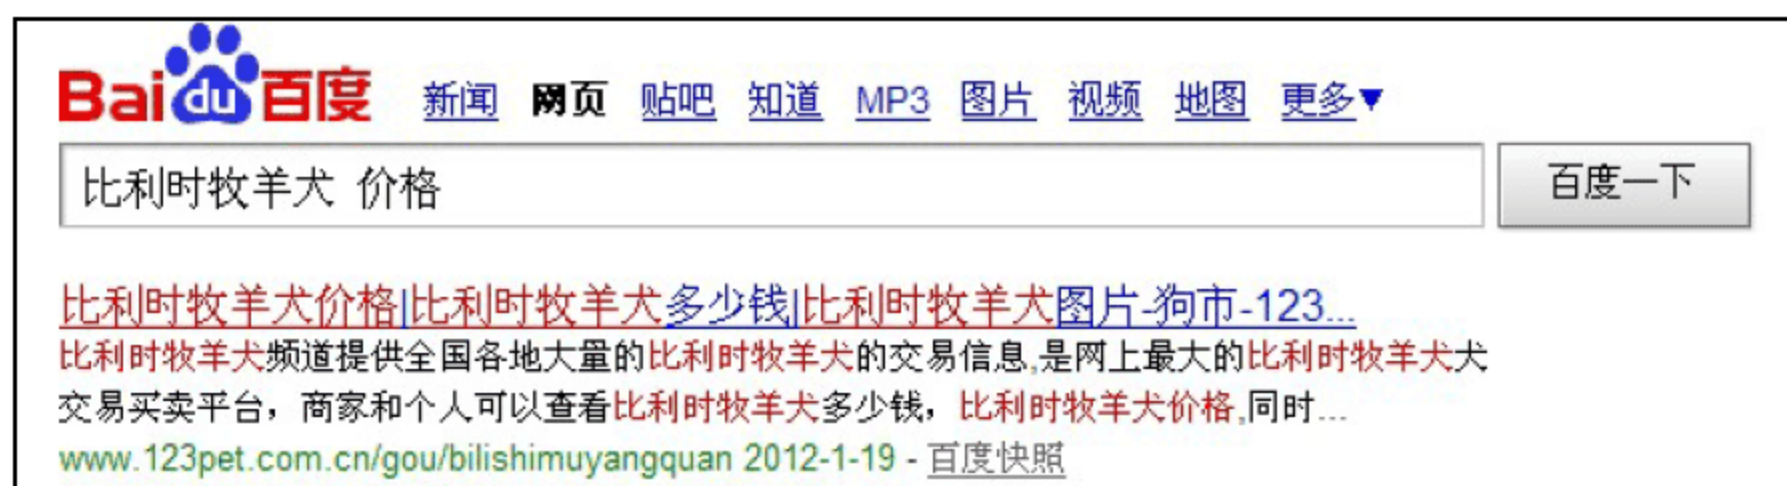 Bai du 百度 新闻 网页 贴吧 知道 MP3 图片 视频 地图 更多▼
比利时牧羊犬 价格 百度一下
比利时牧羊犬价格|比利时牧羊犬多少钱|比利时牧羊犬图片-狗市-123...
比利时牧羊犬频道提供全国各地大量的比利时牧羊犬的交易信息,是网上最大的比利时牧羊犬犬
交易买卖平台，商家和个人可以查看比利时牧羊犬多少钱，比利时牧羊犬价格,同时...
www.123pet.com.cn/gou/bilishimuyangquan 2012-1-19 - 百度快照